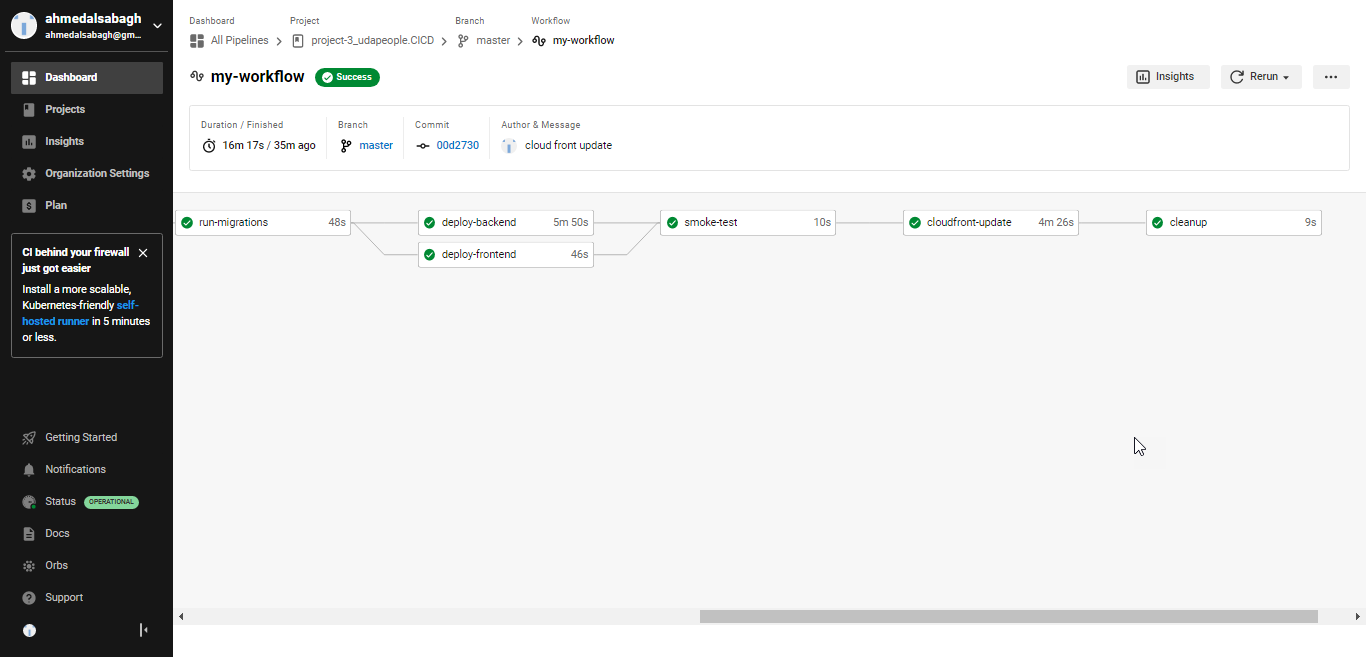 ahmedalsabagh
ahmedalsabagh@gm...
Dashboard
Projects
Insights
Organization Settings
Plan
CI behind your firewall
just got easier
Install a more scalable,
Kubernetes-friendly self-
hosted runner in 5 minutes
or less.
Getting Started
Notifications
Status OPERATIONAL
Docs
Orbs
Support
Dashboard Project Branch Workflow
All Pipelines project-3_udapeople.CICD master my-workflow
my-workflow Success Insights Rerun
Duration / Finished Branch Commit Author & Message
16m 17s / 35m ago master 00d2730 cloud front update
run-migrations 48s deploy-backend 5m 50s smoke-test 10s cloudfront-update 4m 26s cleanup 9s
deploy-frontend 46s